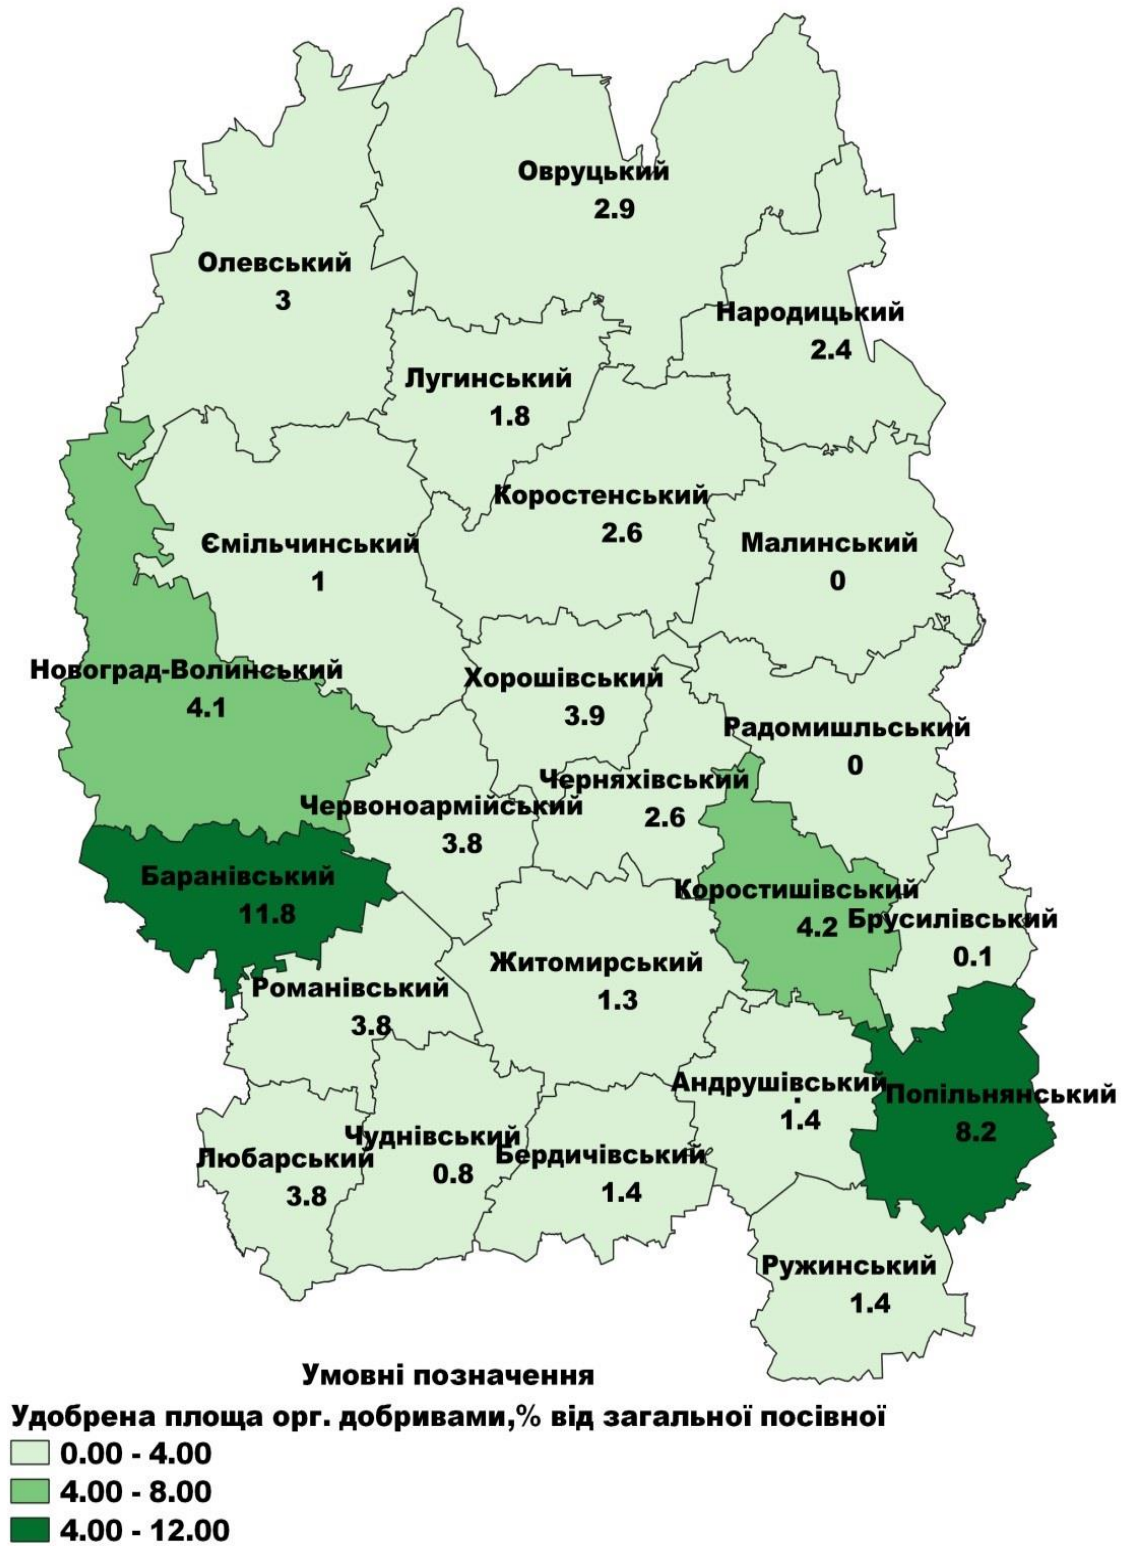 Овруцький
2.9
Олевський
3
Народицький
2.4
Лугинський
1.8
Коростенський
2.6
Ємільчинський
1
Малинський
0
Новоград-Волинський
4.1
Хорошівський
3.9
Радомишльський
0
Черняхівський
2.6
Червоноармійський
3.8
Баранівський
11.8
Коростишівський
4.2
Брусилівський
0.1
Житомирський
1.3
Романівський
3.8
Андрушівський
1.4
Попільнянський
8.2
Чуднівський
0.8
Любарський
3.8
Бердичівський
1.4
Ружинський
1.4
Умовні позначення
Удобрена площа орг. добривами,% від загальної посівної
0.00 - 4.00
4.00 - 8.00
4.00 - 12.00